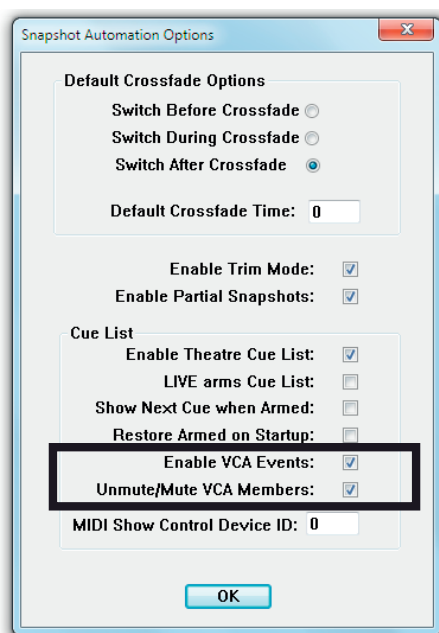 Snapshot Automation Options
Default Crossfade Options
Switch Before Crossfade
Switch During Crossfade
Switch After Crossfade
Default Crossfade Time: 0
Enable Trim Mode:
Enable Partial Snapshots:
Cue List
Enable Theatre Cue List:
LIVE arms Cue List:
Show Next Cue when Armed:
Restore Armed on Startup:
Enable VCA Events:
Unmute/Mute VCA Members:
MIDI Show Control Device ID: 0
OK